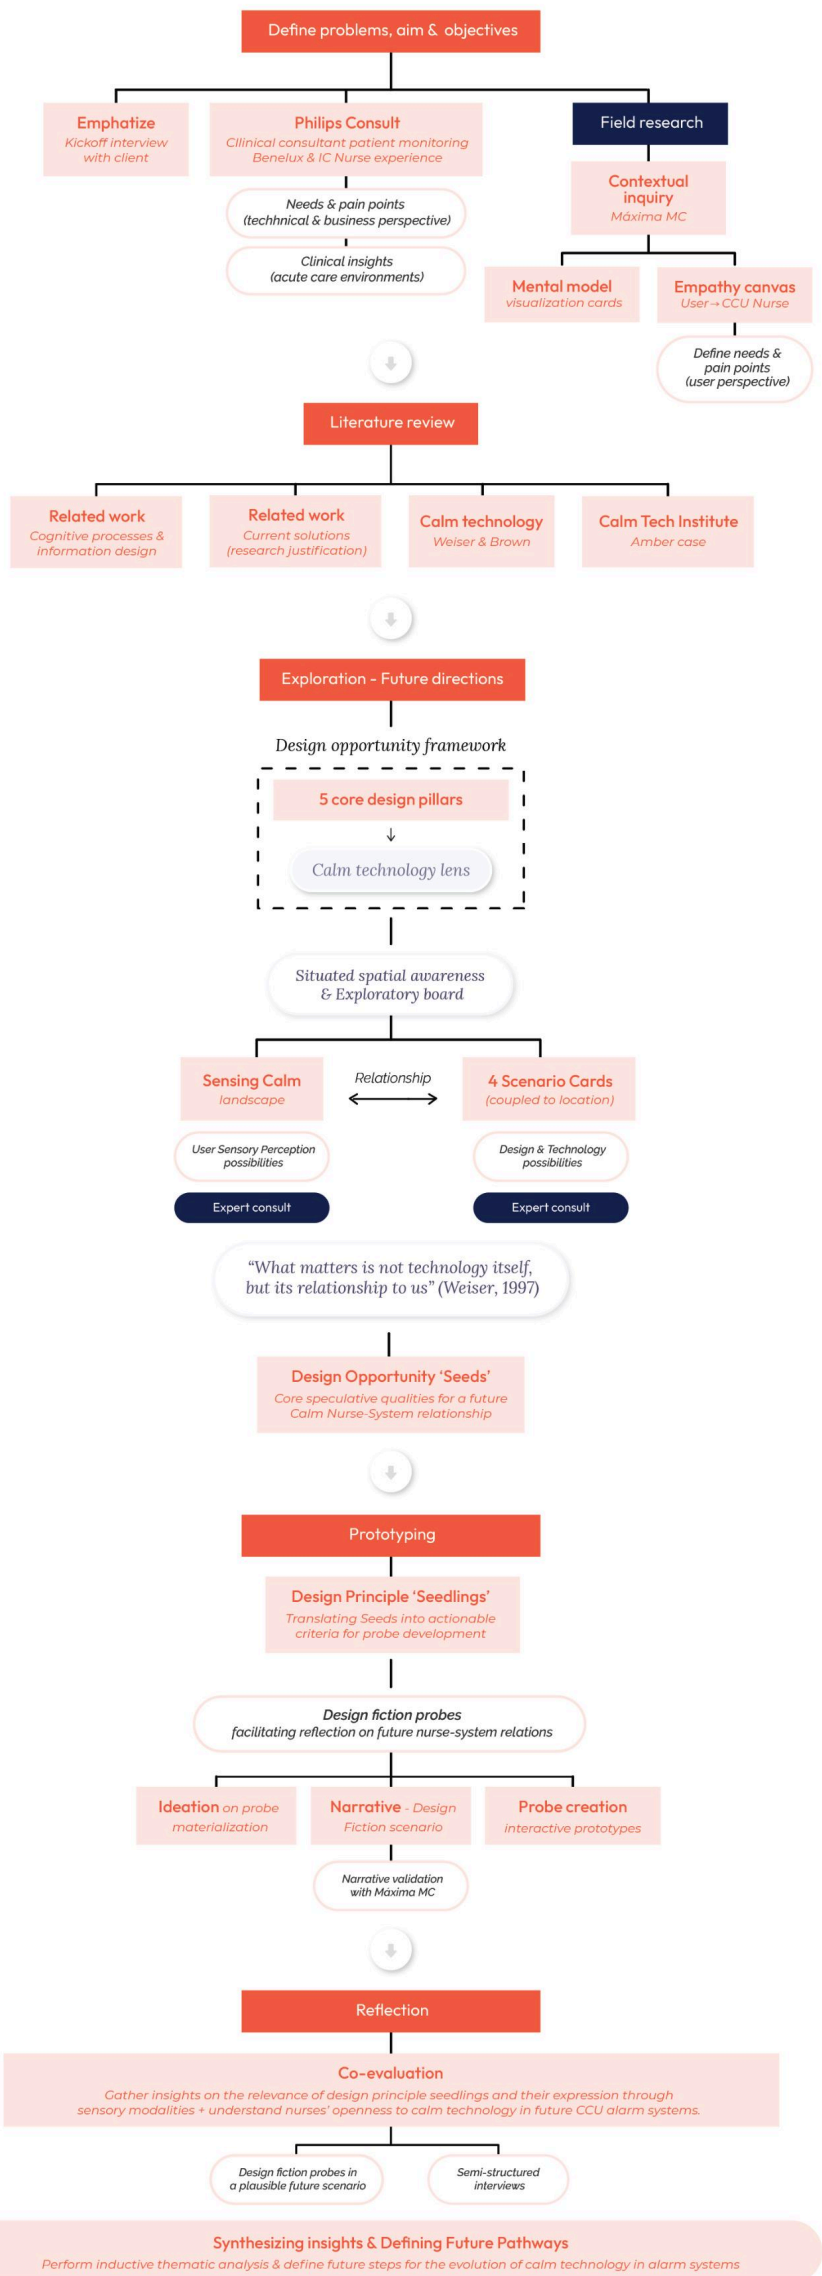 Define problems, aim & objectives
Emphatize
Kickoff interview
with client
Philips Consult
Cllinical consultant patient monitoring
Benelux & IC Nurse experience
Needs & pain points
(techhnical & business perspective)
Clinical insights
(acute care environments)
Field research
Contextual
inquiry
Máxima MC
Mental model
visualization cards
Empathy canvas
User→CCU Nurse
Define needs &
pain points
(user perspective)
Literature review
Related work
Cognitive processes &
information design
Related work
Current solutions
(research justification)
Calm technology
Weiser & Brown
Calm Tech Institute
Amber case
Exploration - Future directions
Design opportunity framework
5 core design pillars
Calm technology lens
Situated spatial awareness
& Exploratory board
Sensing Calm
landscape
Relationship
4 Scenario Cards
(coupled to location)
User Sensory Perception
possibilities
Design & Technology
possibilities
Expert consult
Expert consult
“What matters is not technology itself,
but its relationship to us” (Weiser, 1997)
Design Opportunity ‘Seeds’
Core speculative qualities for a future
Calm Nurse-System relationship
Prototyping
Design Principle ‘Seedlings’
Translating Seeds into actionable
criteria for probe development
Design fiction probes
facilitating reflection on future nurse-system relations
Ideation on probe
materialization
Narrative - Design
Fiction scenario
Probe creation
interactive prototypes
Narrative validation
with Máxima MC
Reflection
Co-evaluation
Gather insights on the relevance of design principle seedlings and their expression through
sensory modalities + understand nurses’ openness to calm technology in future CCU alarm systems.
Design fiction probes in
a plausible future scenario
Semi-structured
interviews
Synthesizing insights & Defining Future Pathways
Perform inductive thematic analysis & define future steps for the evolution of calm technology in alarm systems